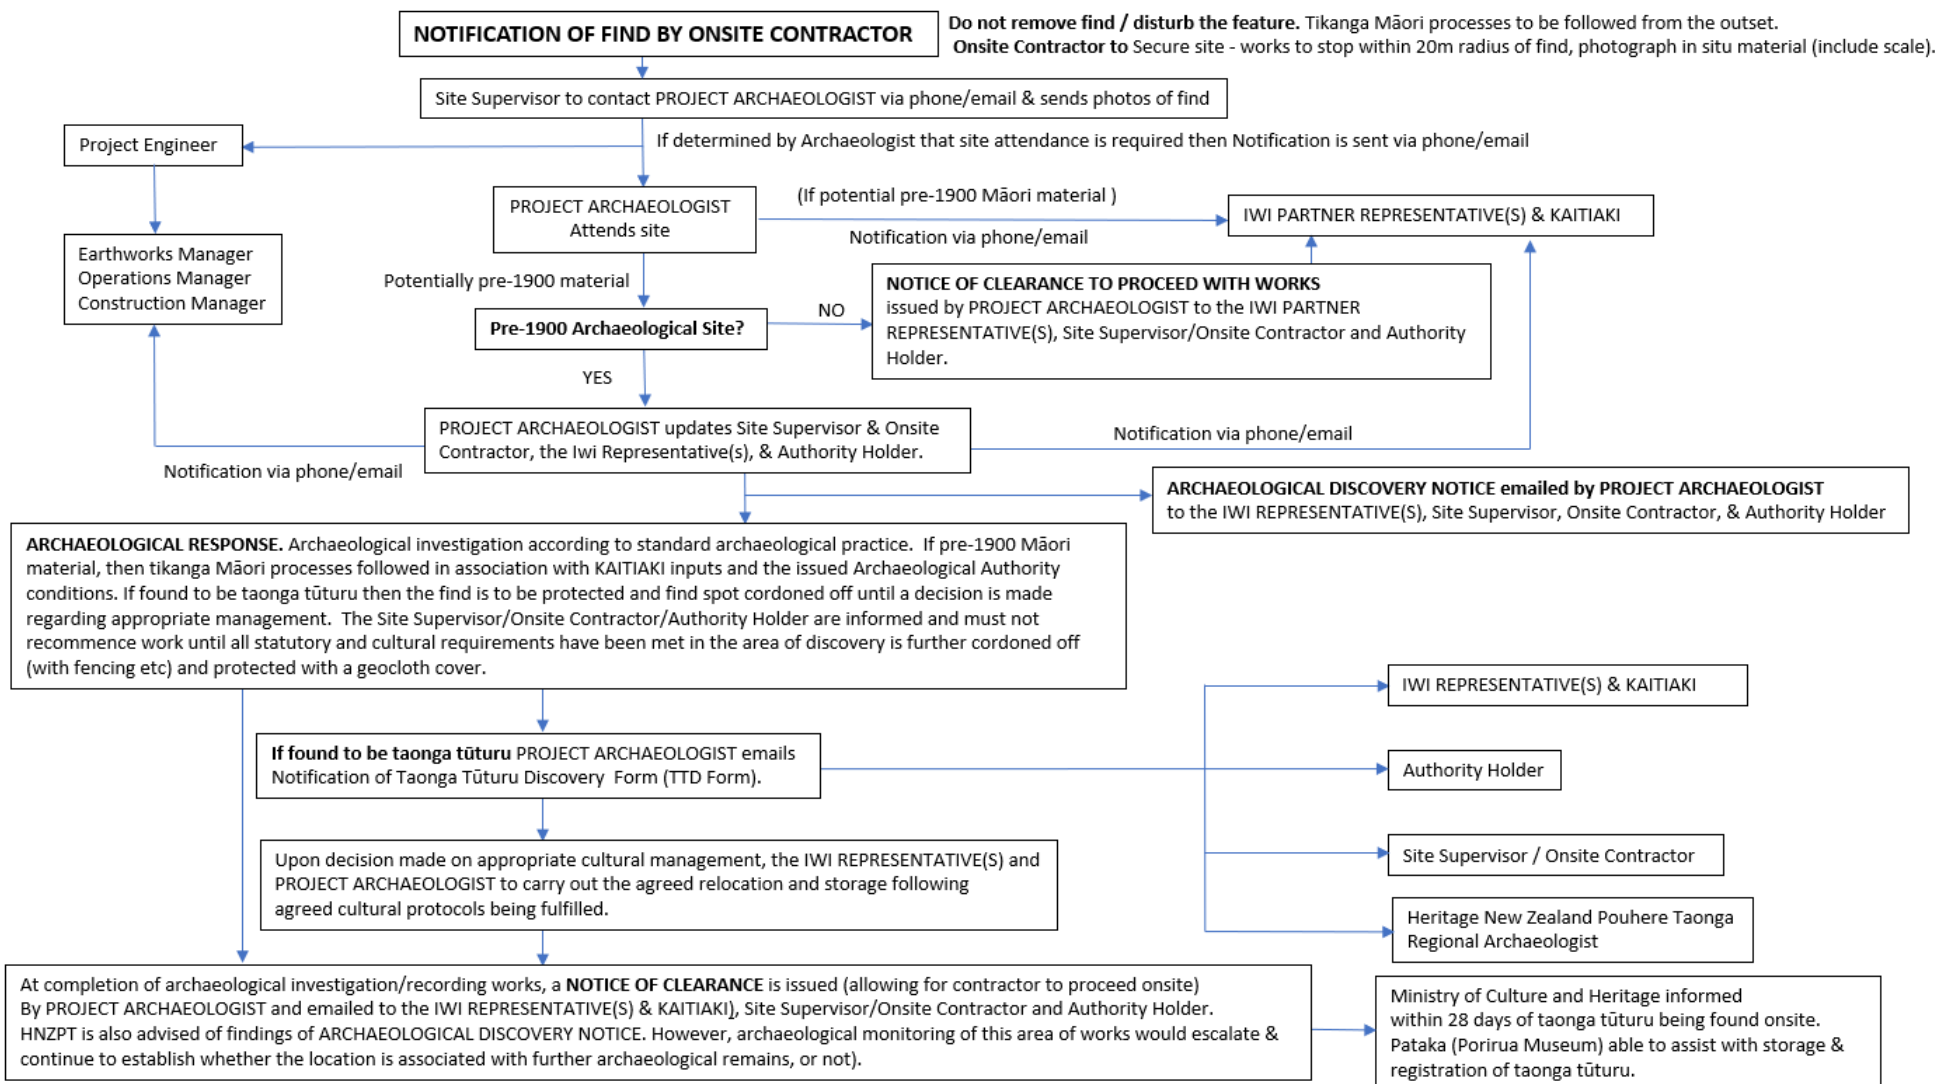 NOTIFICATION OF FIND BY ONSITE CONTRACTOR
Do not remove find / disturb the feature. Tikanga Māori processes to be followed from the outset.
Onsite Contractor to Secure site - works to stop within 20m radius of find, photograph in situ material (include scale).
Site Supervisor to contact PROJECT ARCHAEOLOGIST via phone/email & sends photos of find
Project Engineer
If determined by Archaeologist that site attendance is required then Notification is sent via phone/email
PROJECT ARCHAEOLOGIST
Attends site
(If potential pre-1900 Māori material )
Notification via phone/email
IWI PARTNER REPRESENTATIVE(S) & KAITIAKI
Earthworks Manager
Operations Manager
Construction Manager
Potentially pre-1900 material
Pre-1900 Archaeological Site?
NO
NOTICE OF CLEARANCE TO PROCEED WITH WORKS
issued by PROJECT ARCHAEOLOGIST to the IWI PARTNER
REPRESENTATIVE(S), Site Supervisor/Onsite Contractor and Authority
Holder.
YES
PROJECT ARCHAEOLOGIST updates Site Supervisor & Onsite
Contractor, the Iwi Representative(s), & Authority Holder.
Notification via phone/email
Notification via phone/email
ARCHAEOLOGICAL DISCOVERY NOTICE emailed by PROJECT ARCHAEOLOGIST
to the IWI REPRESENTATIVE(S), Site Supervisor, Onsite Contractor, & Authority Holder
ARCHAEOLOGICAL RESPONSE. Archaeological investigation according to standard archaeological practice. If pre-1900 Māori
material, then tikanga Māori processes followed in association with KAITIAKI inputs and the issued Archaeological Authority
conditions. If found to be taonga tūturu then the find is to be protected and find spot cordoned off until a decision is made
regarding appropriate management. The Site Supervisor/Onsite Contractor/Authority Holder are informed and must not
recommence work until all statutory and cultural requirements have been met in the area of discovery is further cordoned off
(with fencing etc) and protected with a geocloth cover.
IWI REPRESENTATIVE(S) & KAITIAKI
If found to be taonga tūturu PROJECT ARCHAEOLOGIST emails
Notification of Taonga Tūturu Discovery Form (TTD Form).
Authority Holder
Site Supervisor / Onsite Contractor
Upon decision made on appropriate cultural management, the IWI REPRESENTATIVE(S) and
PROJECT ARCHAEOLOGIST to carry out the agreed relocation and storage following
agreed cultural protocols being fulfilled.
Heritage New Zealand Pouhere Taonga
Regional Archaeologist
At completion of archaeological investigation/recording works, a NOTICE OF CLEARANCE is issued (allowing for contractor to proceed onsite)
By PROJECT ARCHAEOLOGIST and emailed to the IWI REPRESENTATIVE(S) & KAITIAKI], Site Supervisor/Onsite Contractor and Authority Holder.
HNZPT is also advised of findings of ARCHAEOLOGICAL DISCOVERY NOTICE. However, archaeological monitoring of this area of works would escalate &
continue to establish whether the location is associated with further archaeological remains, or not).
Ministry of Culture and Heritage informed
within 28 days of taonga tūturu being found onsite.
Pataka (Porirua Museum) able to assist with storage &
registration of taonga tūturu.